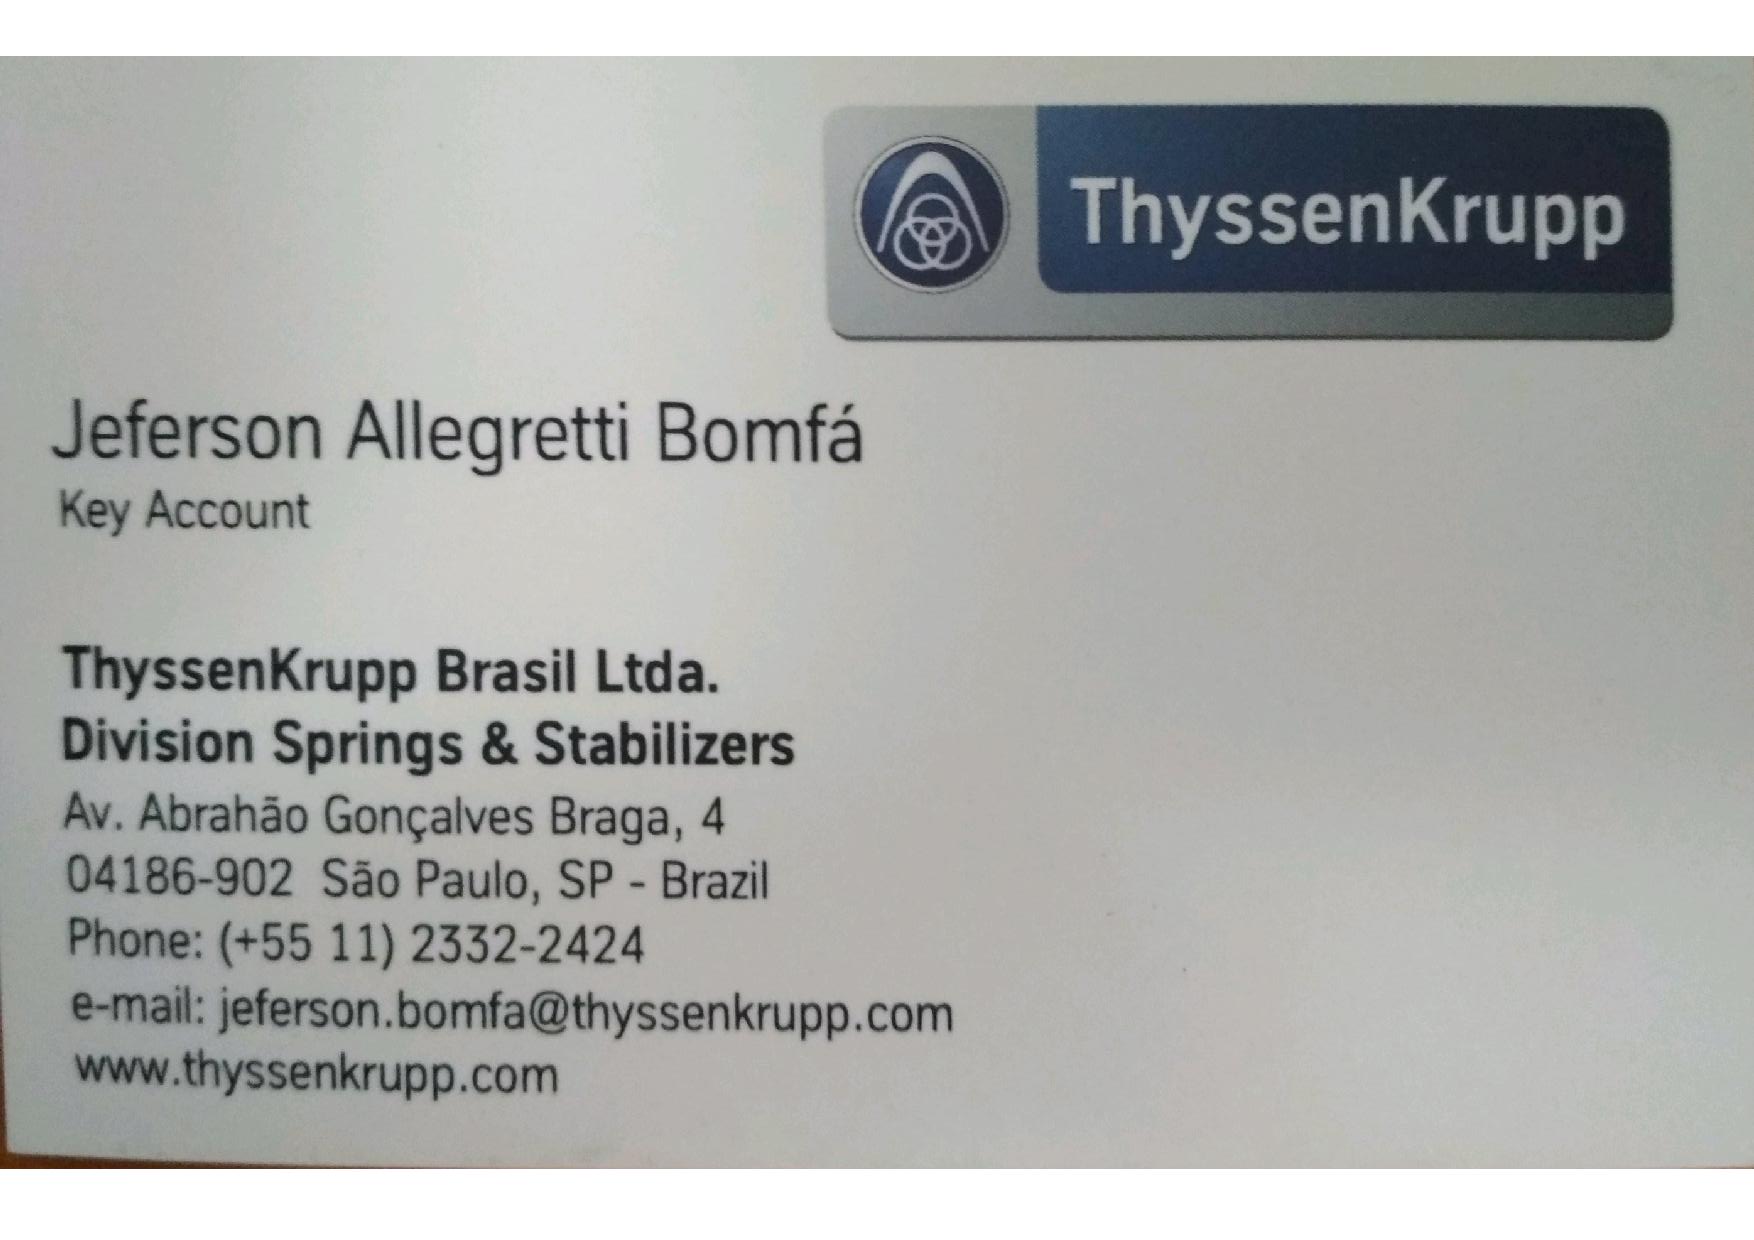 ThyssenKrupp
Jeferson Allegretti Bomfá
Key Account
ThyssenKrupp Brasil Ltda.
Division Springs & Stabilizers
Av. Abrahão Gonçalves Braga, 4
04186-902 São Paulo, SP - Brazil
Phone: (+55 11) 2332-2424
e-mail: jeferson.bomfa@thyssenkrupp.com
www.thyssenkrupp.com